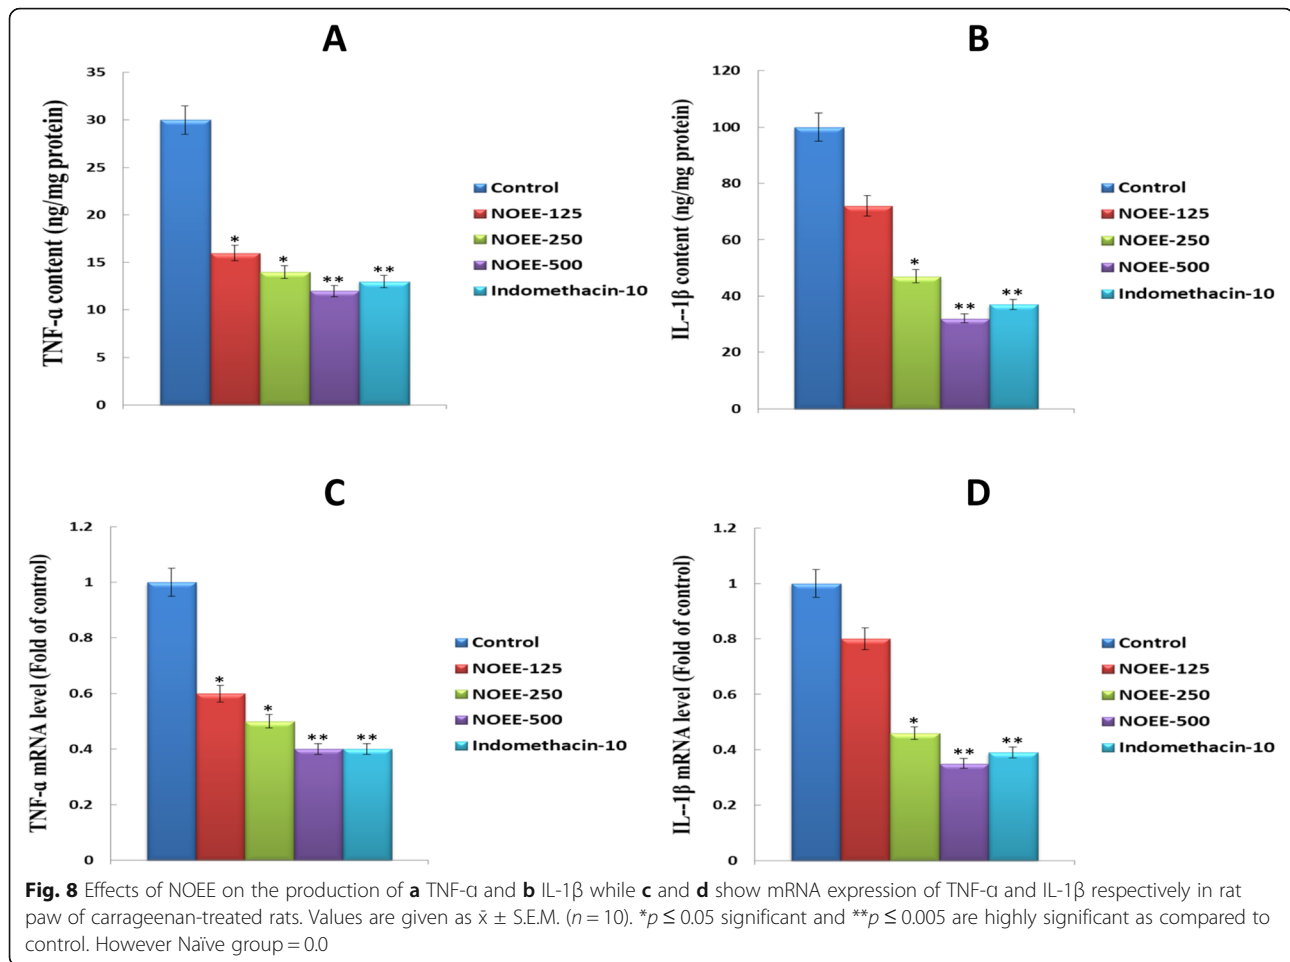 A
TNF-α content (ng/mg protein)
35
30
25
20
15
10
5
0
*
*
**
**
Control
NOEE-125
NOEE-250
NOEE-500
Indomethacin-10
B
IL--1β content (ng/mg protein)
120
100
80
60
40
20
0
*
**
**
Control
NOEE-125
NOEE-250
NOEE-500
Indomethacin-10
C
TNF-α mRNA level (Fold of control)
1.2
1
0.8
0.6
0.4
0.2
0
*
*
**
**
Control
NOEE-125
NOEE-250
NOEE-500
Indomethacin-10
D
IL--1β mRNA level (Fold of control)
1.2
1
0.8
0.6
0.4
0.2
0
*
**
**
Control
NOEE-125
NOEE-250
NOEE-500
Indomethacin-10
Fig. 8 Effects of NOEE on the production of a TNF-α and b IL-1β while c and d show mRNA expression of TNF-α and IL-1β respectively in rat
paw of carrageenan-treated rats. Values are given as x̄ ± S.E.M. (n = 10). *p ≤ 0.05 significant and **p ≤ 0.005 are highly significant as compared to
control. However Naïve group = 0.0